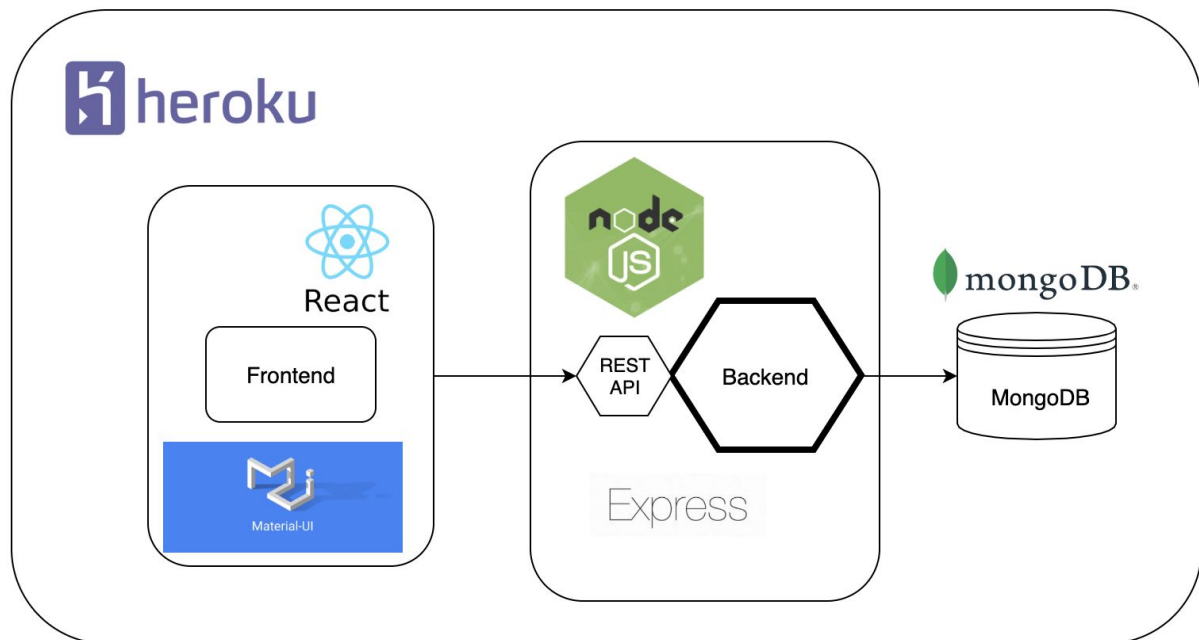 heroku
React
Frontend
Material-UI
node
JS
REST
API
Backend
Express
mongoDB®
MongoDB